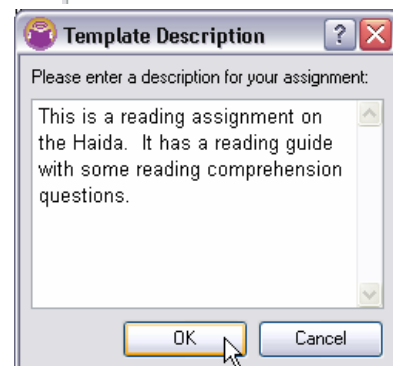 Template Description
Please enter a description for your assignment:
This is a reading assignment on
the Haida.  It has a reading guide
with some reading comprehension
questions.
OK
Cancel